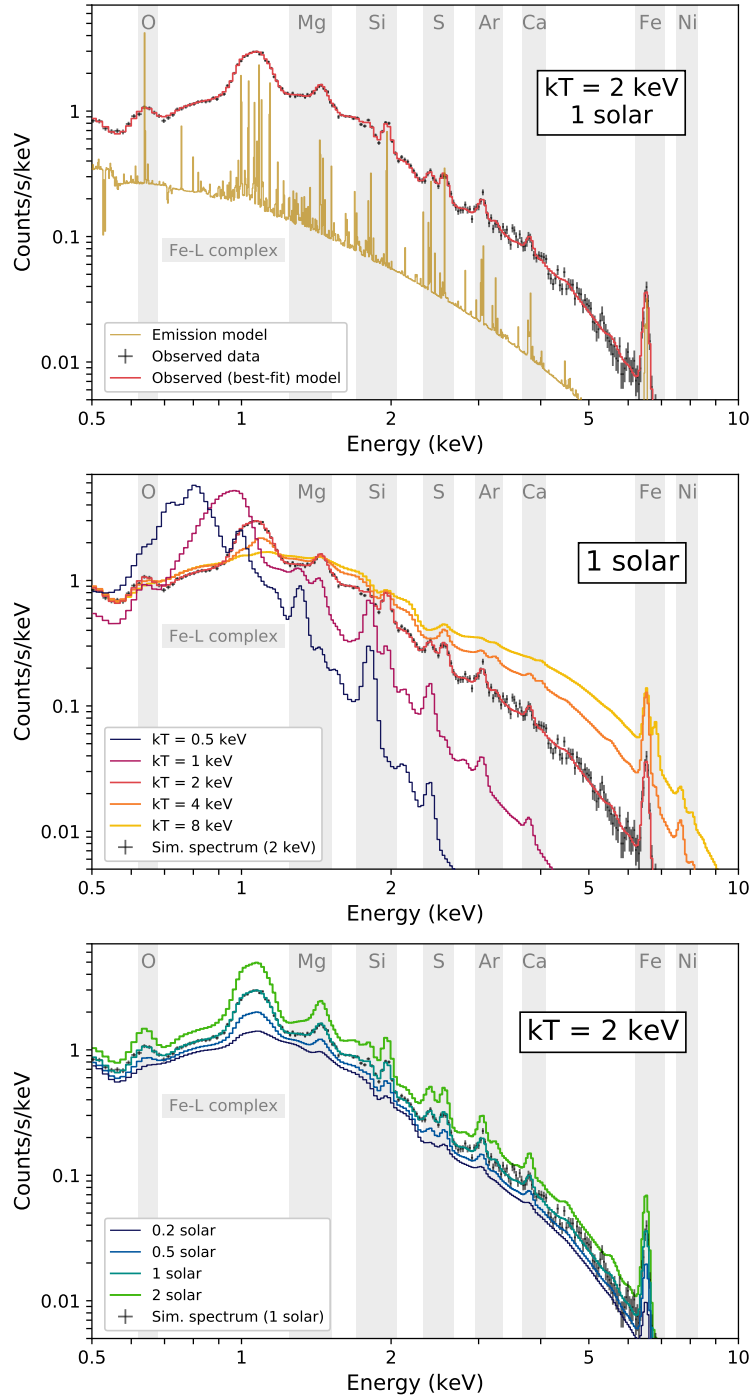 O Mg Si S Ar Ca Fe Ni
kT = 2 keV
1 solar
Counts/s/keV
1
0.1
0.01
Fe-L complex
Emission model
Observed data
Observed (best-fit) model
0.5 1 2 5 10
Energy (keV)
O Mg Si S Ar Ca Fe Ni
1 solar
Counts/s/keV
1
0.1
0.01
Fe-L complex
kT = 0.5 keV
kT = 1 keV
kT = 2 keV
kT = 4 keV
kT = 8 keV
Sim. spectrum (2 keV)
0.5 1 2 5 10
Energy (keV)
O Mg Si S Ar Ca Fe Ni
kT = 2 keV
Counts/s/keV
1
0.1
0.01
Fe-L complex
0.2 solar
0.5 solar
1 solar
2 solar
Sim. spectrum (1 solar)
0.5 1 2 5 10
Energy (keV)